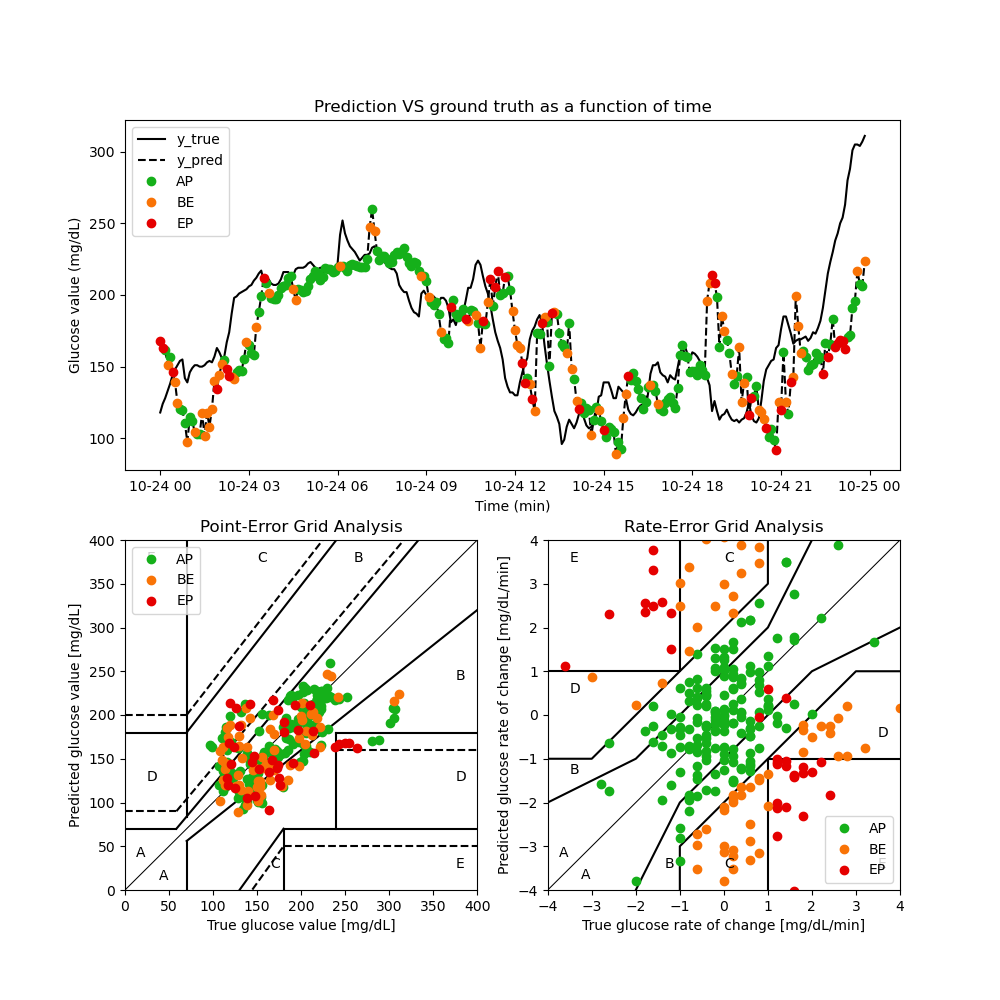 Prediction VS ground truth as a function of time
Glucose value (mg/dL)
300
250
200
150
100
y_true
y_pred
AP
BE
EP
10-24 00 10-24 03 10-24 06 10-24 09 10-24 12 10-24 15 10-24 18 10-24 21 10-25 00
Time (min)
Point-Error Grid Analysis
Predicted glucose value [mg/dL]
400
350
300
250
200
150
100
50
0
AP
BE
EP
C
B
B
D
D
A
A
C
E
0 50 100 150 200 250 300 350 400
True glucose value [mg/dL]
Rate-Error Grid Analysis
Predicted glucose rate of change [mg/dL/min]
4
3
2
1
0
−1
−2
−3
−4
E
C
D
D
B
A
A
B
C
AP
BE
EP
−4 −3 −2 −1 0 1 2 3 4
True glucose rate of change [mg/dL/min]